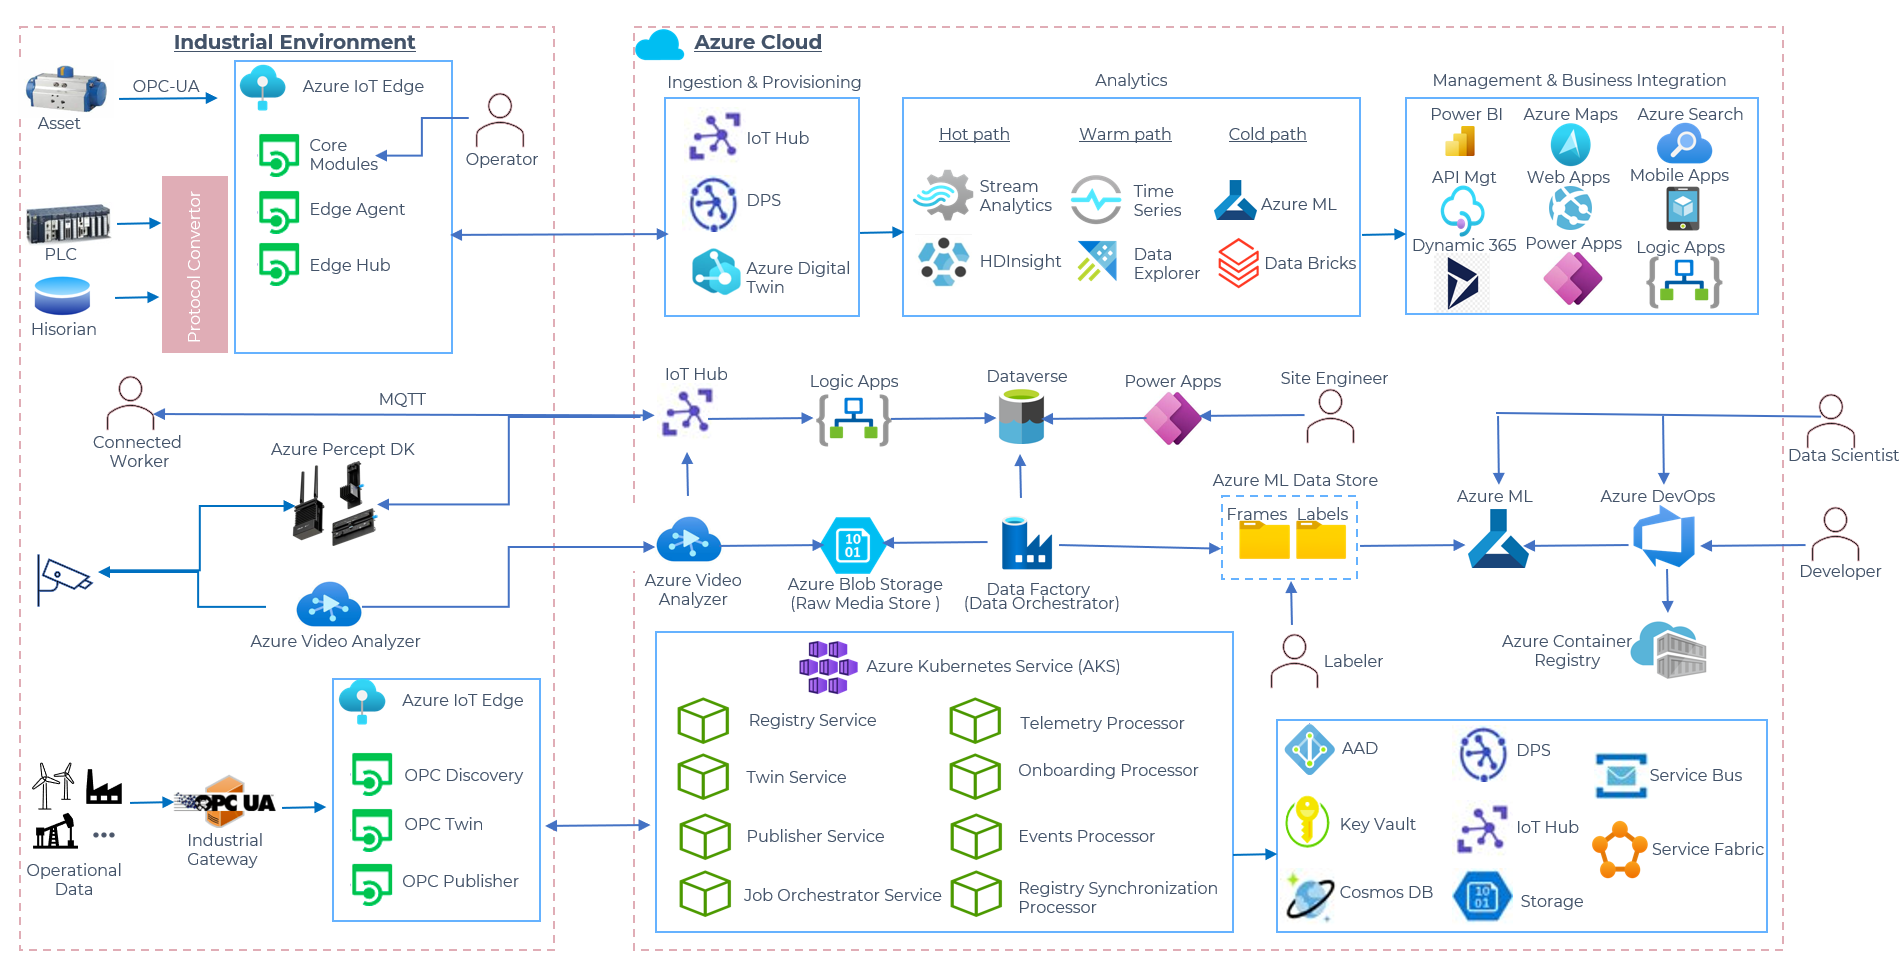 Industrial Environment
Asset
OPC-UA
Azure IoT Edge
Core
Modules
Edge Agent
Edge Hub
Operator
PLC
Hisorian
Protocol Convertor
Azure Cloud
Ingestion & Provisioning
IoT Hub
DPS
Azure Digital
Twin
Analytics
Hot path
Warm path
Cold path
Stream
Analytics
Time
Series
Azure ML
HDInsight
Data
Explorer
Data Bricks
Management & Business Integration
Power BI
Azure Maps
Azure Search
API Mgt
Web Apps
Mobile Apps
Dynamic 365
Power Apps
Logic Apps
Connected
Worker
MQTT
Azure Percept DK
Azure Video Analyzer
IoT Hub
Logic Apps
Dataverse
Power Apps
Site Engineer
Azure Video
Analyzer
10
01
Azure Blob Storage
(Raw Media Store )
Data Factory
(Data Orchestrator)
Azure ML Data Store
Frames
Labels
Labeler
Azure ML
Azure DevOps
Data Scientist
Developer
Azure Container
Registry
Operational
Data
OPC UA
Industrial
Gateway
Azure IoT Edge
OPC Discovery
OPC Twin
OPC Publisher
Azure Kubernetes Service (AKS)
Registry Service
Telemetry Processor
Twin Service
Onboarding Processor
Publisher Service
Events Processor
Job Orchestrator Service
Registry Synchronization
Processor
AAD
DPS
Service Bus
Key Vault
IoT Hub
Service Fabric
Cosmos DB
10
01
Storage